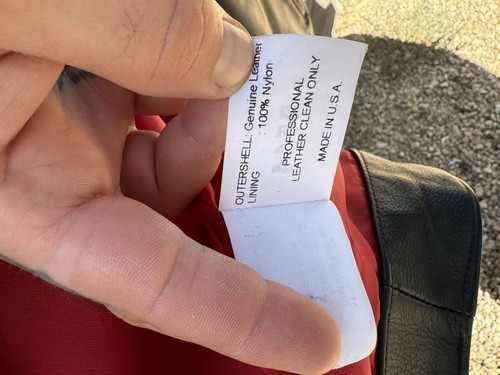 OUTERSHELL: Genuine Leather
LINING : 100% Nylon
PROFESSIONAL
LEATHER CLEAN ONLY
MADE IN U.S.A.